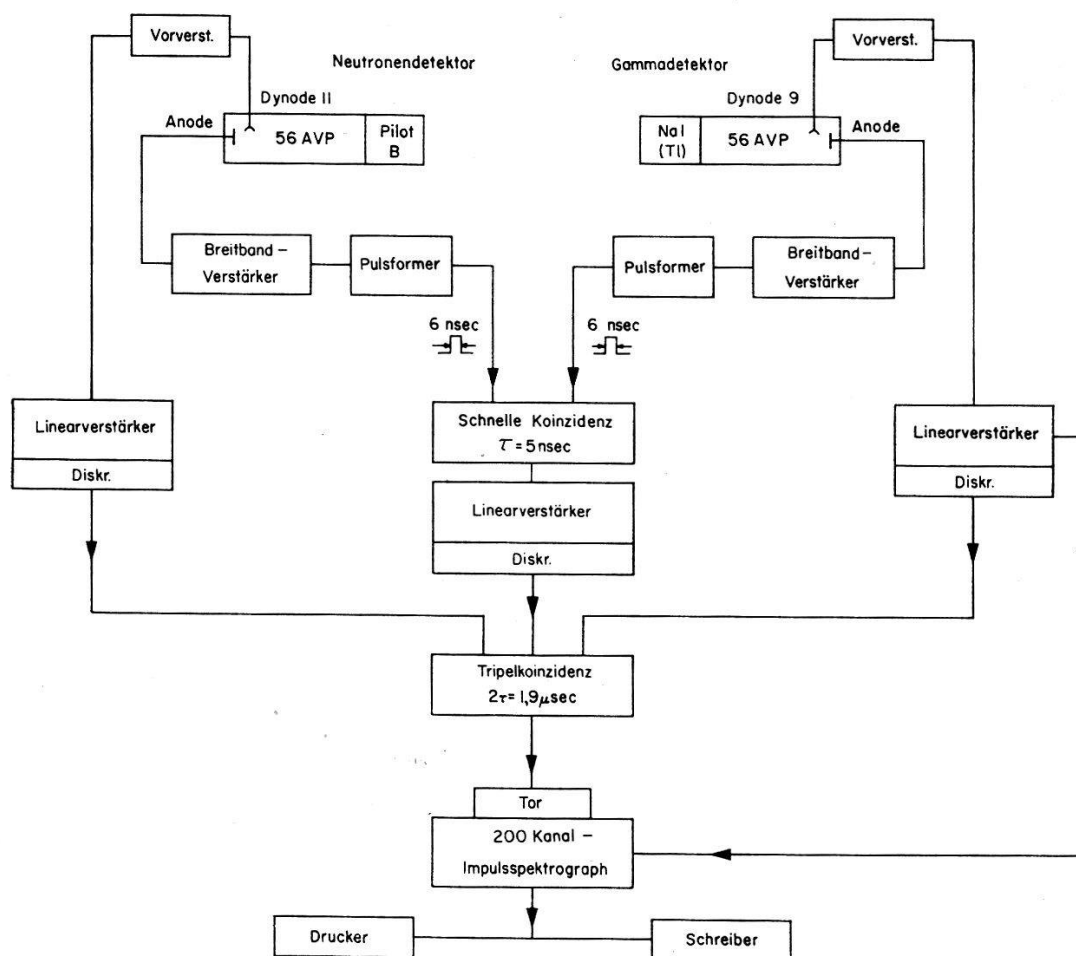 Vorverst.
Vorverst.
Neutronendetektor
Gammadetektor
Dynode 11
Dynode 9
Anode
56 AVP
Pilot
B
NaI
(Tl)
56 AVP
Anode
Breitband –
Verstärker
Pulsformer
Pulsformer
Breitband –
Verstärker
6 nsec
6 nsec
Linearverstärker
Diskr.
Schnelle Koinzidenz
τ = 5 nsec
Linearverstärker
Diskr.
Linearverstärker
Diskr.
Tripelkoinzidenz
2τ = 1,9 μsec
Tor
200 Kanal –
Impulsspektrograph
Drucker
Schreiber